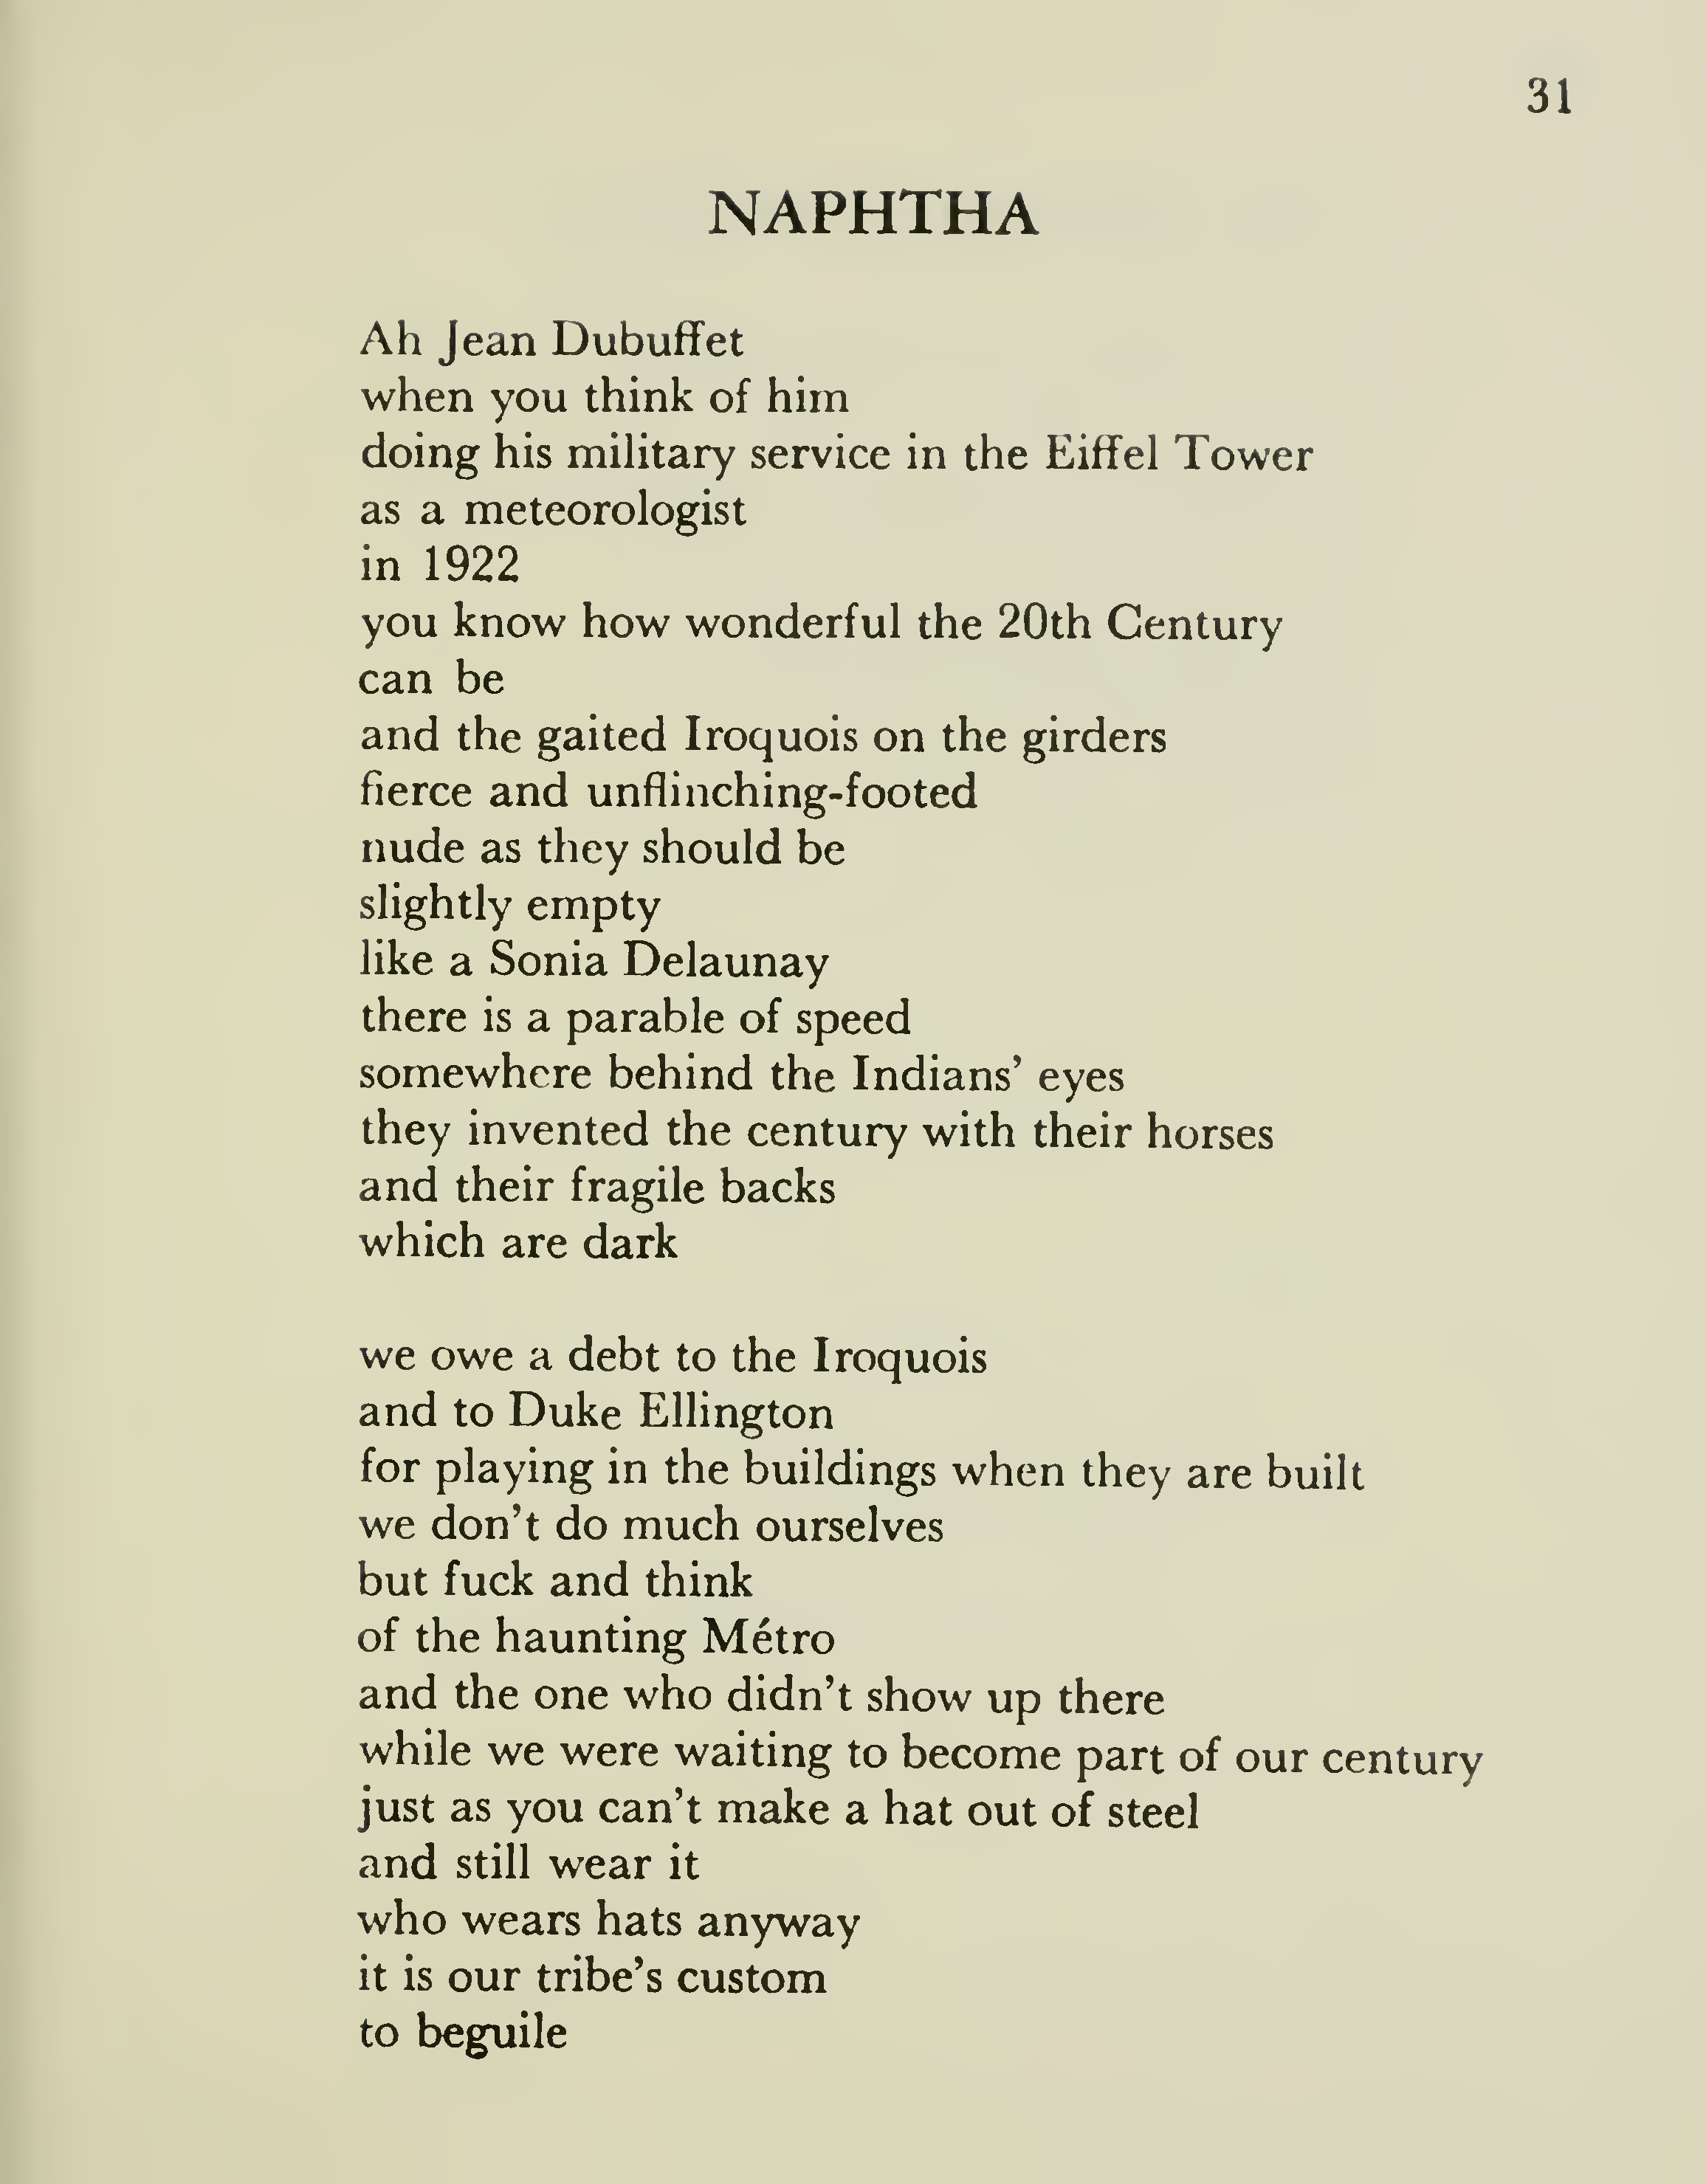 31
NAPHTHA
Ah Jean Dubuffet
when you think of him
doing his military service in the Eiffel Tower
as a meteorologist
in 1922
you know how wonderful the 20th Century
can be
and the gaited Iroquois on the girders
fierce and unflinching-footed
nude as they should be
slightly empty
like a Sonia Delaunay
there is a parable of speed
somewhere behind the Indians’ eyes
they invented the century with their horses
and their fragile backs
which are dark

we owe a debt to the Iroquois
and to Duke Ellington
for playing in the buildings when they are built
we don’t do much ourselves
but fuck and think
of the haunting Métro
and the one who didn’t show up there
while we were waiting to become part of our century
just as you can’t make a hat out of steel
and still wear it
who wears hats anyway
it is our tribe’s custom
to beguile